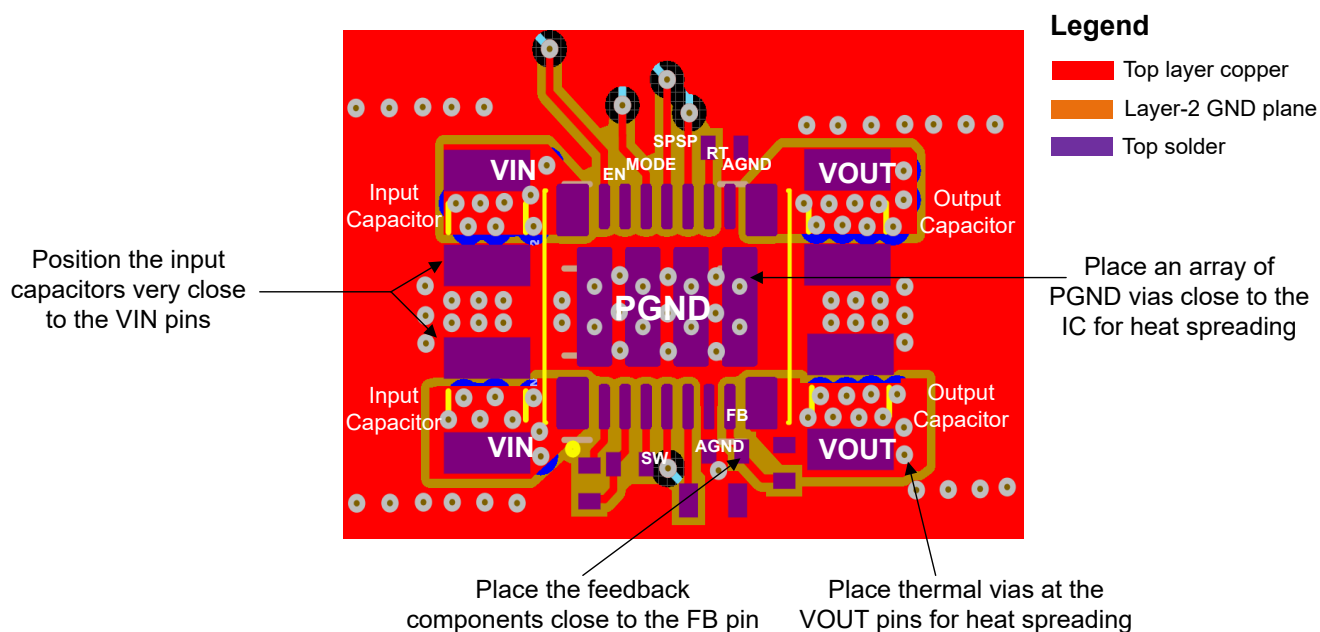 Legend
Top layer copper
Layer-2 GND plane
Top solder
SPSP
MODE
RT
AGND
EN
VIN
VOUT
Input
Capacitor
Output
Capacitor
2
Position the input
capacitors very close
to the VIN pins
PGND
Place an array of
PGND vias close to the
IC for heat spreading
Input
Capacitor
Output
Capacitor
FB
VIN
SW
AGND
VOUT
Place the feedback
components close to the FB pin
Place thermal vias at the
VOUT pins for heat spreading